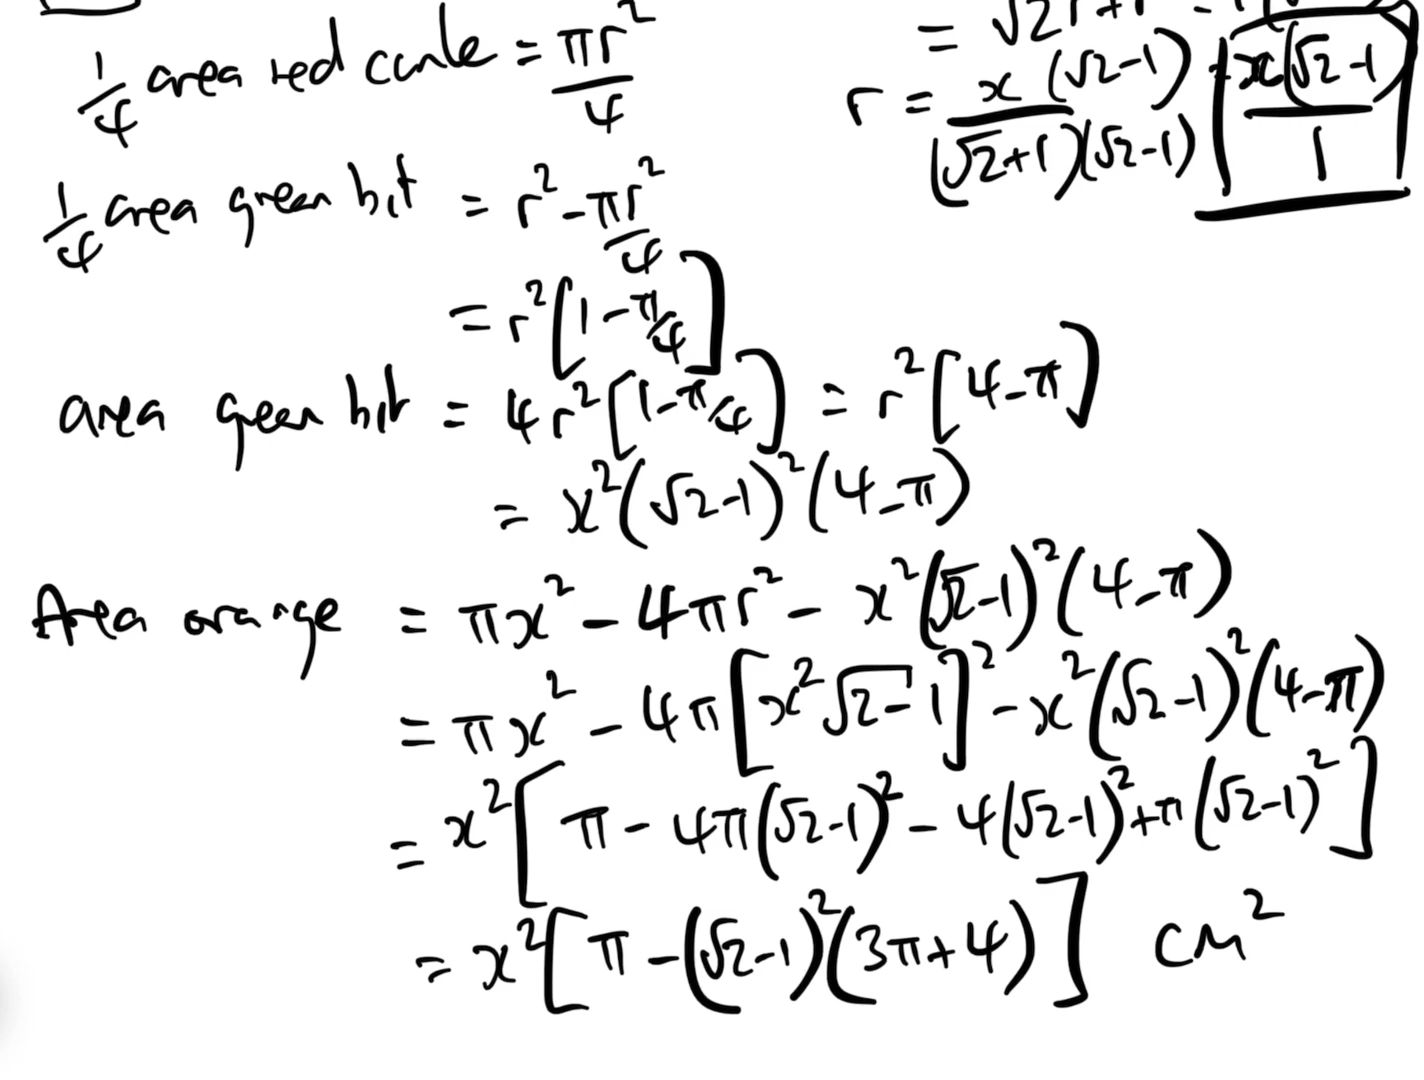 = √2r+r =
r = x (√2-1) / (√2+1)(√2-1) = x(√2-1) / 1
1/4 area red circle = πr² / 4
1/4 area green bit = r² - πr² / 4
= r²[1-π/4]
area green bit = 4r²[1-π/4] = r²[4-π]
= x²(√2-1)²(4-π)
Area orange = πx² - 4πr² - x²(√2-1)²(4-π)
= πx² - 4π[x²√2-1]² - x²(√2-1)²(4-π)
= x²[π - 4π(√2-1)² - 4(√2-1)²+π(√2-1)²]
= x²[π-(√2-1)²(3π+4)] cm²